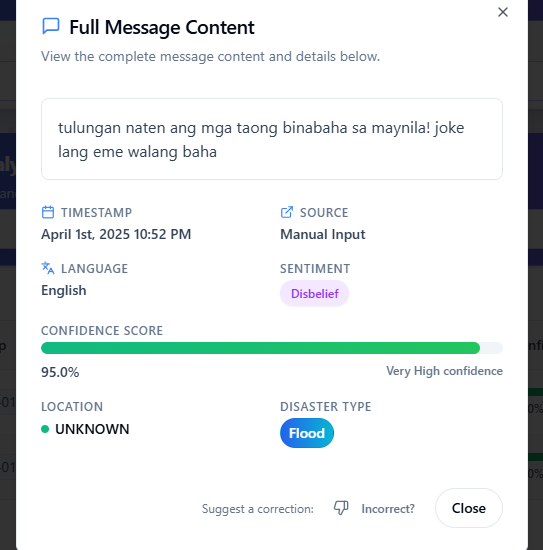 Full Message Content
View the complete message content and details below.
tulungan naten ang mga taong binabaha sa maynila! joke
lang eme walang baha
TIMESTAMP
SOURCE
April 1st, 2025 10:52 PM
Manual Input
LANGUAGE
SENTIMENT
English
Disbelief
CONFIDENCE SCORE
95.0%
Very High confidence
LOCATION
DISASTER TYPE
UNKNOWN
Flood
Suggest a correction:
Incorrect?
Close